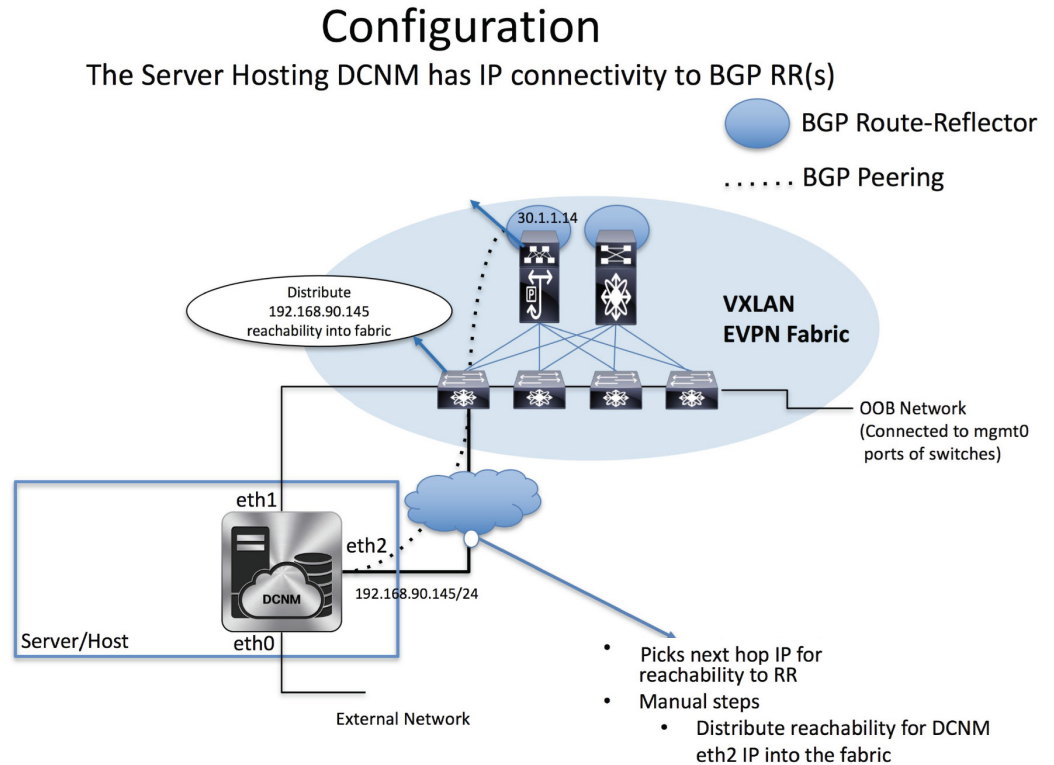 Configuration
The Server Hosting DCNM has IP connectivity to BGP RR(s)
BGP Route-Reflector
BGP Peering
30.1.1.14
Distribute
192.168.90.145
reachability into fabric
VXLAN
EVPN Fabric
OOB Network
(Connected to mgmt0
ports of switches)
eth1
eth2
P
DCNM
192.168.90.145/24
Server/Host
eth0
External Network
• Picks next hop IP for
reachability to RR
• Manual steps
• Distribute reachability for DCNM
eth2 IP into the fabric